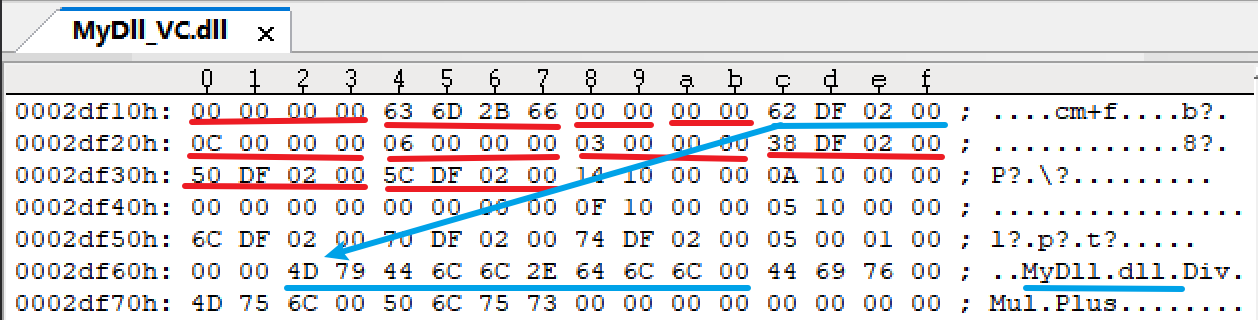 MyDll_VC.dll x
0 1 2 3 4 5 6 7 8 9 a b c d e f
0002df10h: 00 00 00 00 63 6D 2B 66 00 00 00 00 62 DF 02 00 ; ....cm+f....b?.
0002df20h: 0C 00 00 00 06 00 00 00 03 00 00 00 38 DF 02 00 ; ............8?.
0002df30h: 50 DF 02 00 5C DF 02 00 14 10 00 00 0A 10 00 00 ; P?.\?.........
0002df40h: 00 00 00 00 00 00 00 00 0F 10 00 00 05 10 00 00 ; ................
0002df50h: 6C DF 02 00 70 DF 02 00 74 DF 02 00 05 00 01 00 ; l?.p?.t?.....
0002df60h: 00 00 4D 79 44 6C 6C 2E 64 6C 6C 00 44 69 76 00 ; ..MyDll.dll.Div.
0002df70h: 4D 75 6C 00 50 6C 75 73 00 00 00 00 00 00 00 00 ; Mul.Plus........